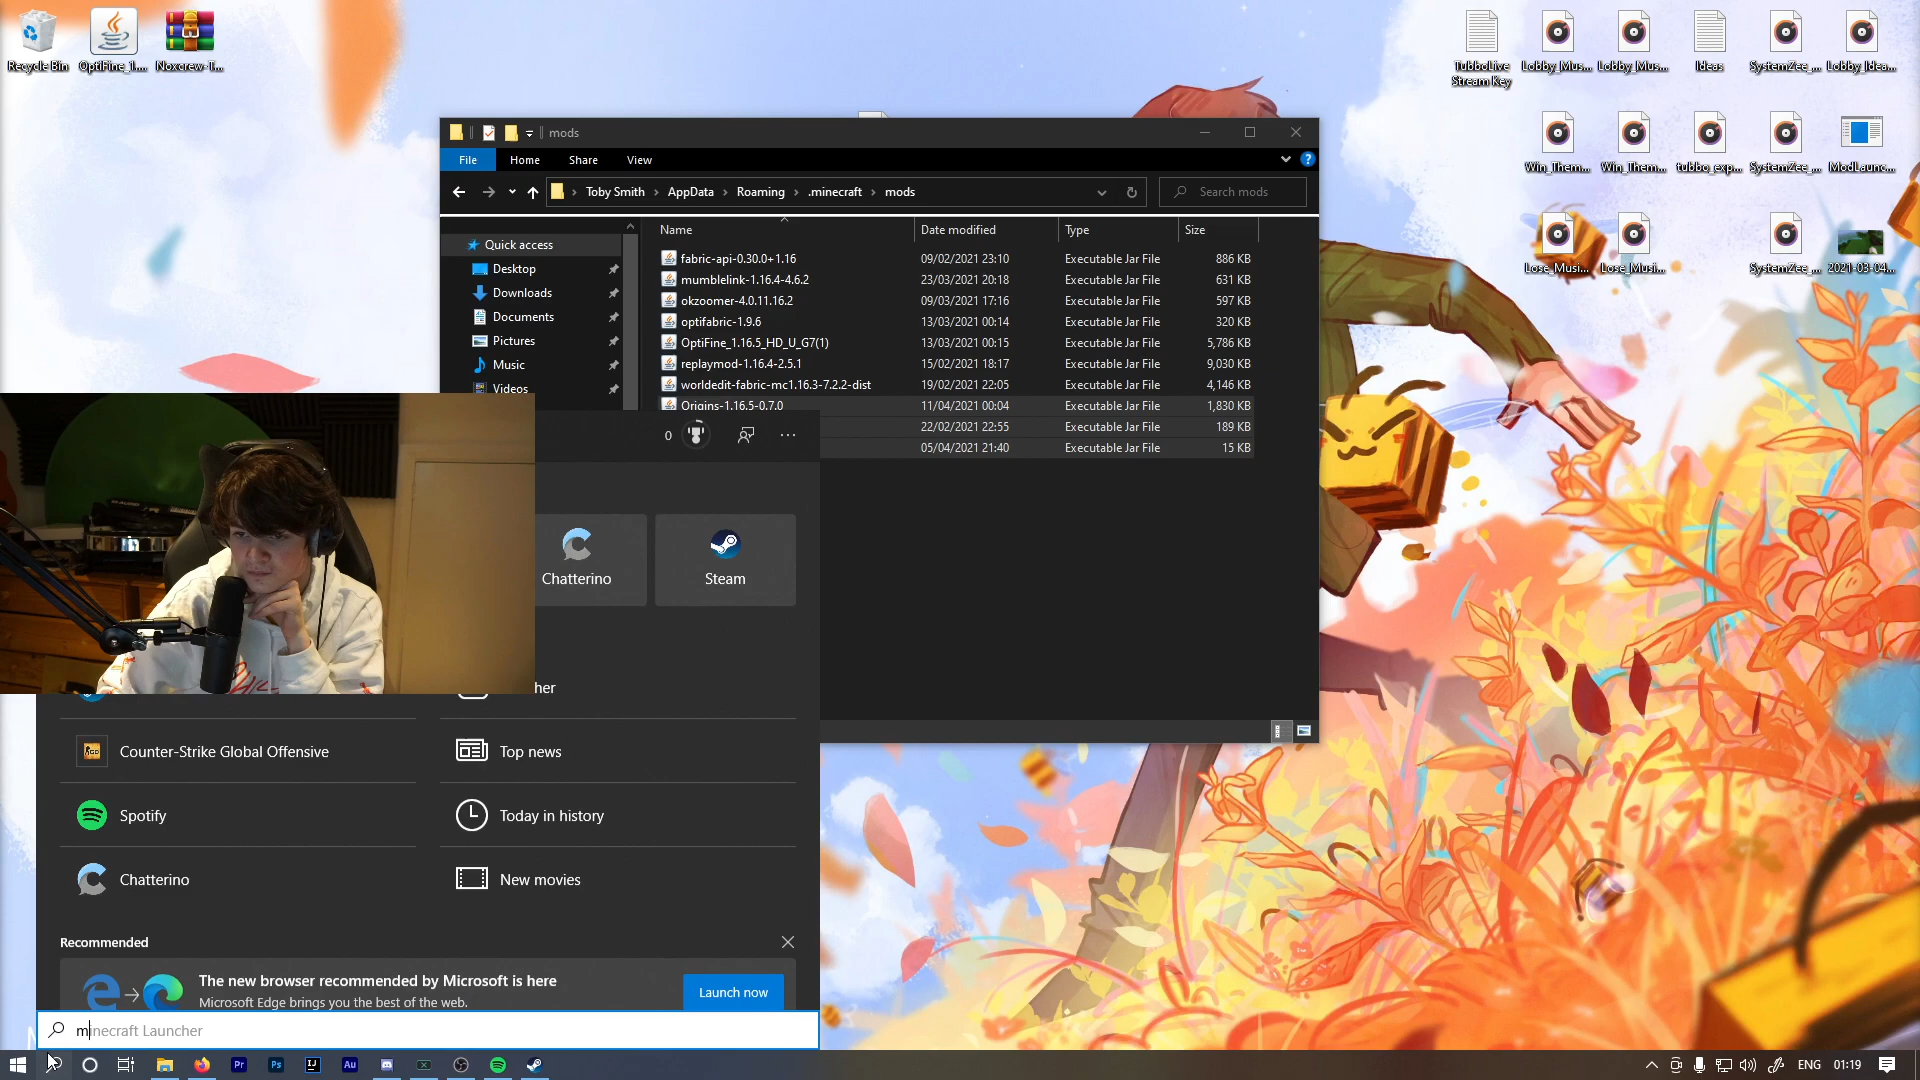 Recycle Bin
OptiFine_1....
Noxcrew-T...
TubboLive
Stream Key
Lobby_Mus...
Lobby_Mus...
Ideas
SystemZee_...
Lobby_Idea...
Win_Them...
Win_Them...
tubbo_exp...
SystemZee_...
ModLaunc...
Lose_Musi...
Lose_Musi...
SystemZee_...
2021-03-04...
mods
File
Home
Share
View
Toby Smith
AppData
Roaming
.minecraft
mods
Search mods
Name
Date modified
Type
Size
Quick access
Desktop
Downloads
Documents
Pictures
Music
Videos
fabric-api-0.30.0+1.16 09/02/2021 23:10 Executable Jar File 886 KB
mumblelink-1.16.4-4.6.2 23/03/2021 20:18 Executable Jar File 631 KB
okzoomer-4.0.11.16.2 09/03/2021 17:16 Executable Jar File 597 KB
optifabric-1.9.6 13/03/2021 00:14 Executable Jar File 320 KB
OptiFine_1.16.5_HD_U_G7(1) 13/03/2021 00:15 Executable Jar File 5,786 KB
replaymod-1.16.4-2.5.1 15/02/2021 18:17 Executable Jar File 9,030 KB
worldedit-fabric-mc1.16.3-7.2.2-dist 19/02/2021 22:05 Executable Jar File 4,146 KB
Origins-1.16.5-0.7.0 11/04/2021 00:04 Executable Jar File 1,830 KB
22/02/2021 22:55 Executable Jar File 189 KB
05/04/2021 21:40 Executable Jar File 15 KB
0
Chatterino
Steam
her
Counter-Strike Global Offensive
Top news
Spotify
Today in history
Chatterino
New movies
Recommended
The new browser recommended by Microsoft is here
Microsoft Edge brings you the best of the web.
Launch now
minecraft Launcher
Pr
Ps
IJ
Au
ENG
01:19